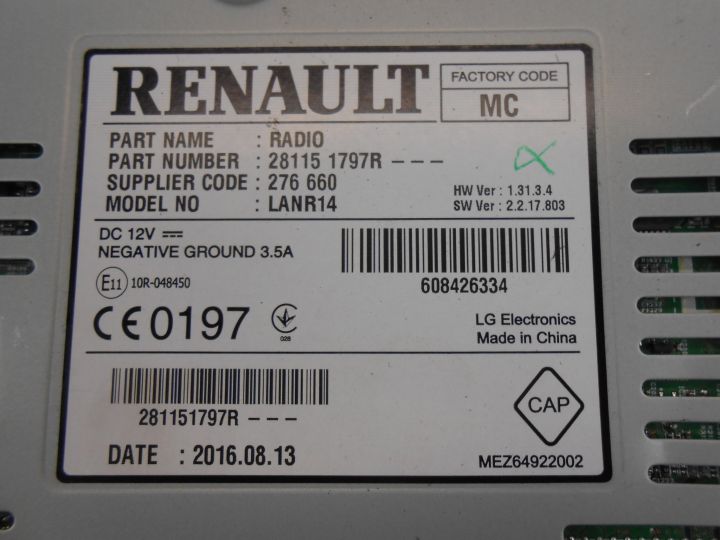 RENAULT
FACTORY CODE
MC
PART NAME : RADIO
PART NUMBER : 28115 1797R - - -
SUPPLIER CODE : 276 660
MODEL NO : LANR14
HW Ver : 1.31.3.4
SW Ver : 2.2.17.803
DC 12V
NEGATIVE GROUND 3.5A
E11 10R-048450
608426334
CE0197
028
LG Electronics
Made in China
281151797R - - -
CAP
DATE : 2016.08.13
MEZ64922002